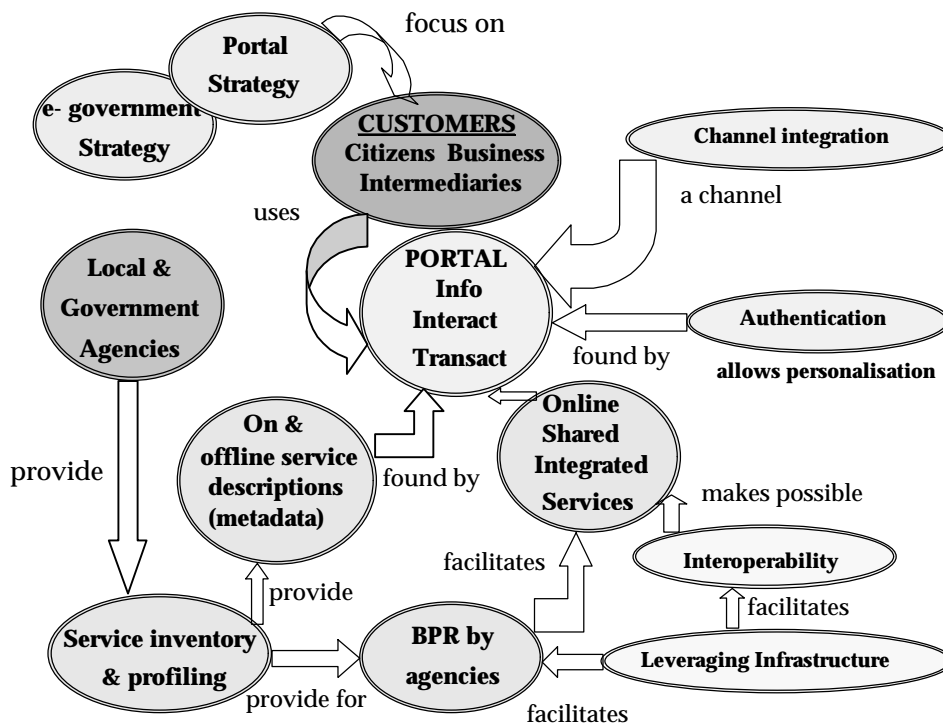 focus on
Portal
Strategy
e- government
Strategy
CUSTOMERS
Citizens Business
Intermediaries
Channel integration
a channel
uses
PORTAL
Info
Interact
Transact
Local &
Government
Agencies
Authentication
found by
allows personalisation
On &
offline service
descriptions
(metadata)
found by
Online
Shared
Integrated
Services
provide
makes possible
Interoperability
facilitates
provide
facilitates
Service inventory
& profiling
provide for
BPR by
agencies
Leveraging Infrastructure
facilitates